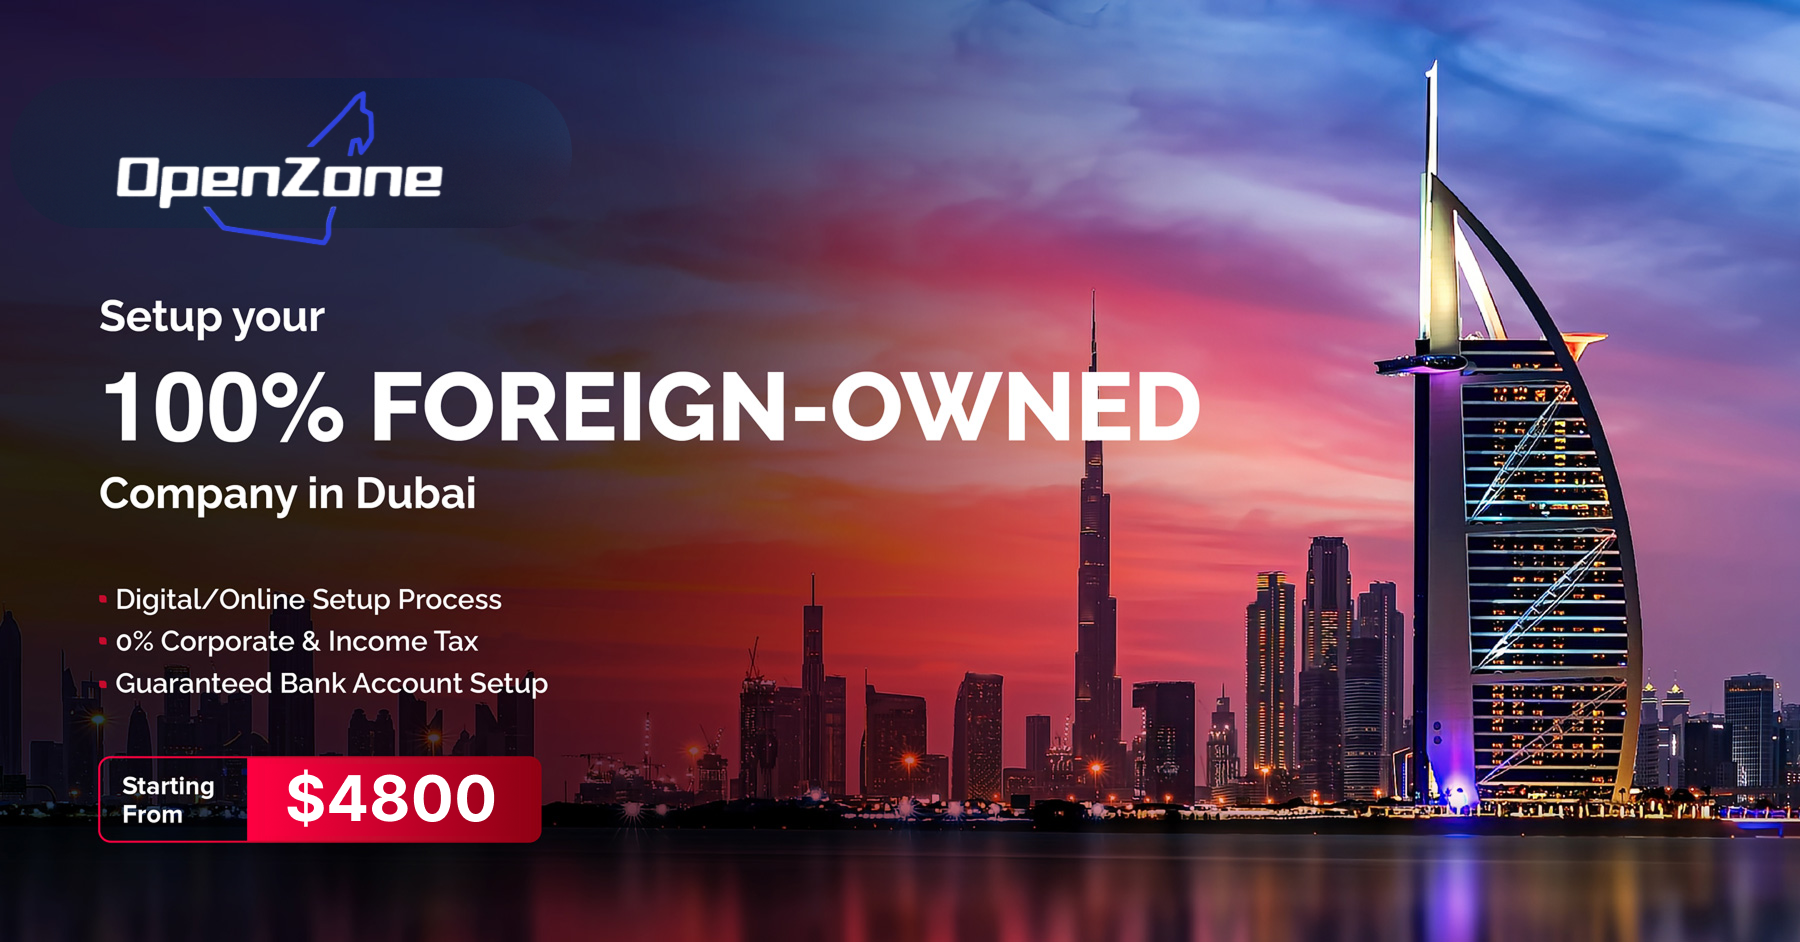 OpenZone
Setup your
100% FOREIGN-OWNED
Company in Dubai
Digital/Online Setup Process
0% Corporate & Income Tax
Guaranteed Bank Account Setup
Starting
From
$4800